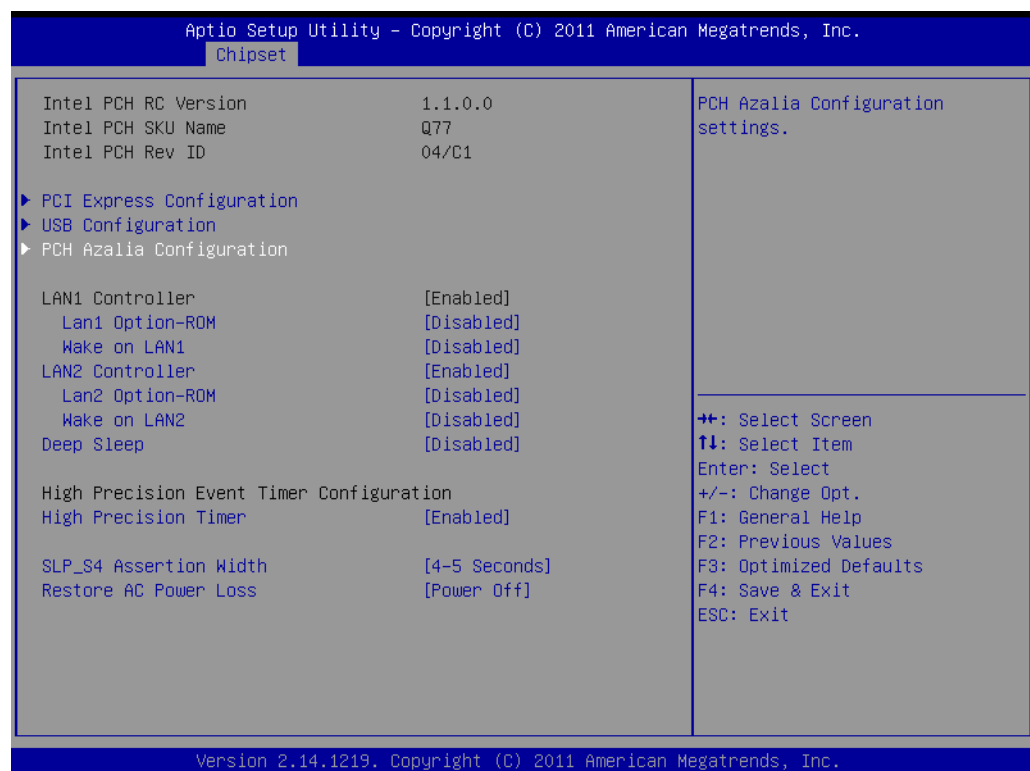 Aptio Setup Utility – Copyright (C) 2011 American Megatrends, Inc.
Chipset
Intel PCH RC Version 1.1.0.0
Intel PCH SKU Name Q77
Intel PCH Rev ID 04/C1
▶ PCI Express Configuration
▶ USB Configuration
▶ PCH Azalia Configuration
LAN1 Controller [Enabled]
Lan1 Option-ROM [Disabled]
Wake on LAN1 [Disabled]
LAN2 Controller [Enabled]
Lan2 Option-ROM [Disabled]
Wake on LAN2 [Disabled]
Deep Sleep [Disabled]
High Precision Event Timer Configuration
High Precision Timer [Enabled]
SLP_S4 Assertion Width [4-5 Seconds]
Restore AC Power Loss [Power Off]
PCH Azalia Configuration
settings.
→←: Select Screen
↑↓: Select Item
Enter: Select
+/-: Change Opt.
F1: General Help
F2: Previous Values
F3: Optimized Defaults
F4: Save & Exit
ESC: Exit
Version 2.14.1219. Copyright (C) 2011 American Megatrends, Inc.